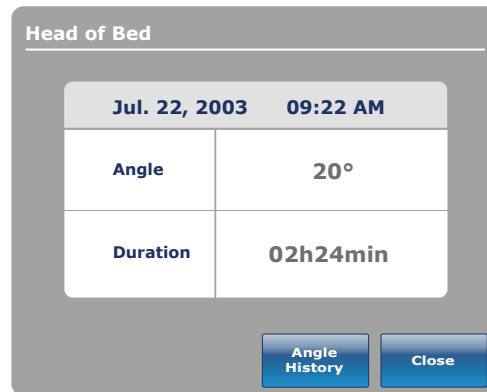 Head of Bed
Jul. 22, 2003 09:22 AM
Angle 20°
Duration 02h24min
Angle
History
Close